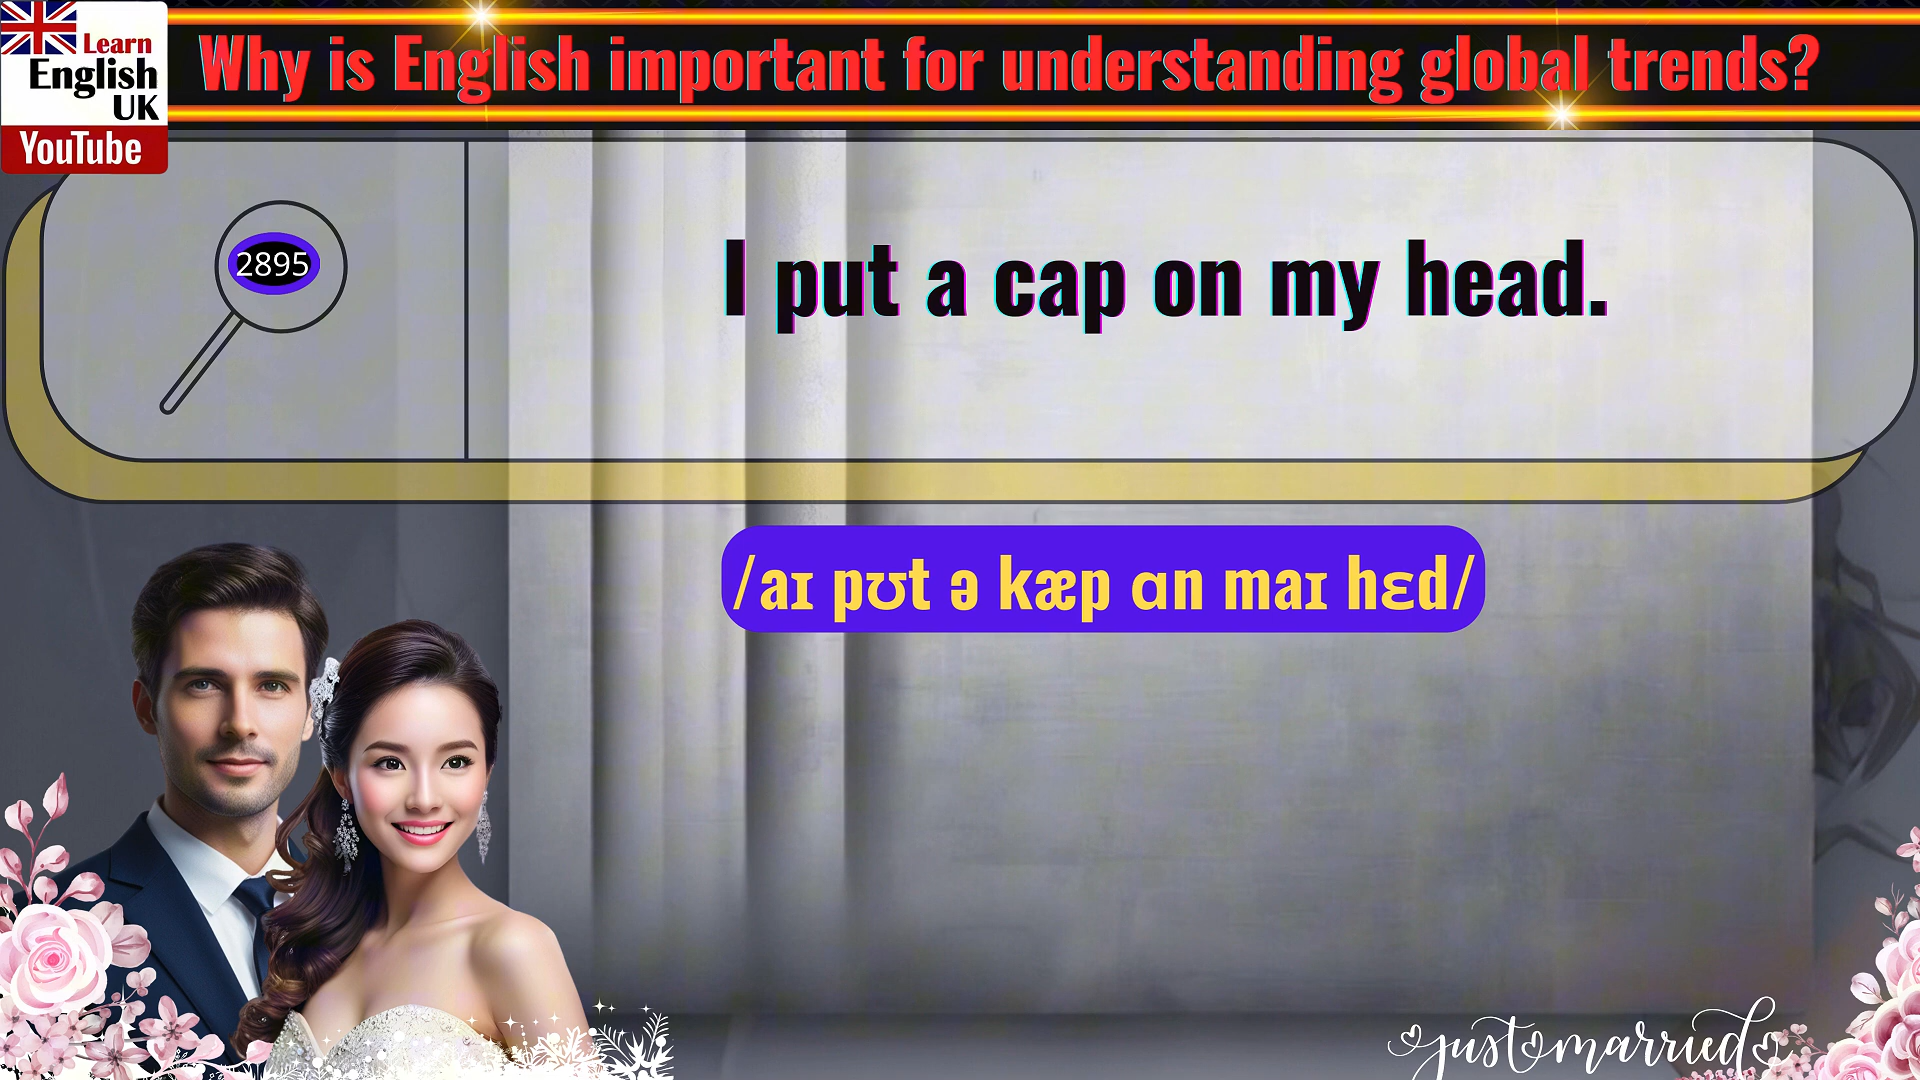 Learn
English
UK
YouTube
Why is English important for understanding global trends?
2895
I put a cap on my head.
/aɪ pʊt ə kæp ɑn maɪ hɛd/
just married